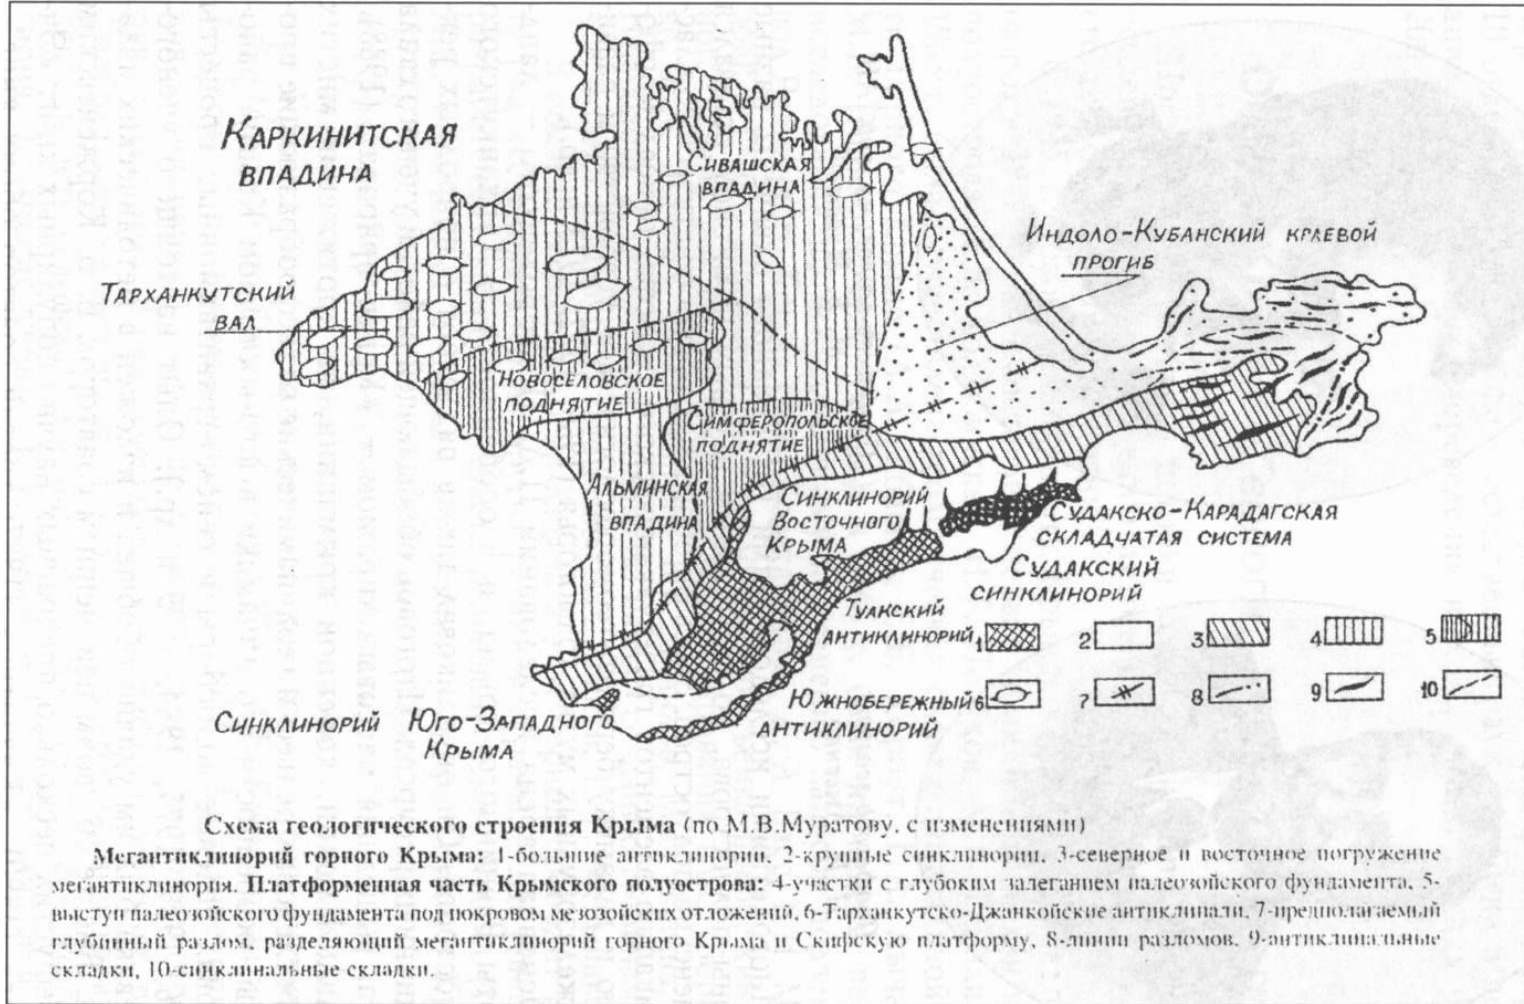 Каркинитская
впадина
Сивашская
впадина
Индоло-Кубанский краевой
прогиб
Тарханкутский
вал
Новоселовское
поднятие
Симферопольское
поднятие
Альминская
впадина
Синклинорий
Восточного
Крыма
Судакско-Карадагская
складчатая система
Судакский
синклинорий
Туакский
антиклинорий
1
2
3
4
5
Южнобережный
антиклинорий
6
7
8
9
10
Синклинорий Юго-Западного
Крыма
Схема геологического строения Крыма (по М.В.Муратову, с изменениями)
Мегантиклинорий горного Крыма: 1-большие антиклинории, 2-крупные синклинории, 3-северное и восточное погружение
мегантиклинория. Платформенная часть Крымского полуострова: 4-участки с глубоким залеганием палеозойского фундамента, 5-
выступ палеозойского фундамента под покровом мезозойских отложений, 6-Тарханкутско-Джанкойские антиклинали, 7-предполагаемый
глубинный разлом, разделяющий мегантиклинорий горного Крыма и Скифскую платформу, 8-линии разломов, 9-антиклинальные
складки, 10-синклинальные складки.